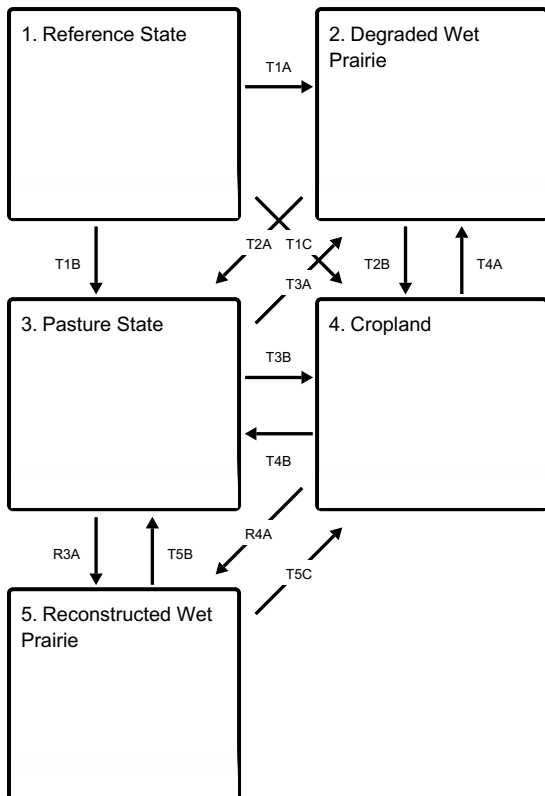 1. Reference State
2. Degraded Wet
Prairie
T1A
T1B
T2A
T1C
T3A
T2B
T4A
3. Pasture State
4. Cropland
T3B
T4B
R3A
T5B
R4A
T5C
5. Reconstructed Wet
Prairie